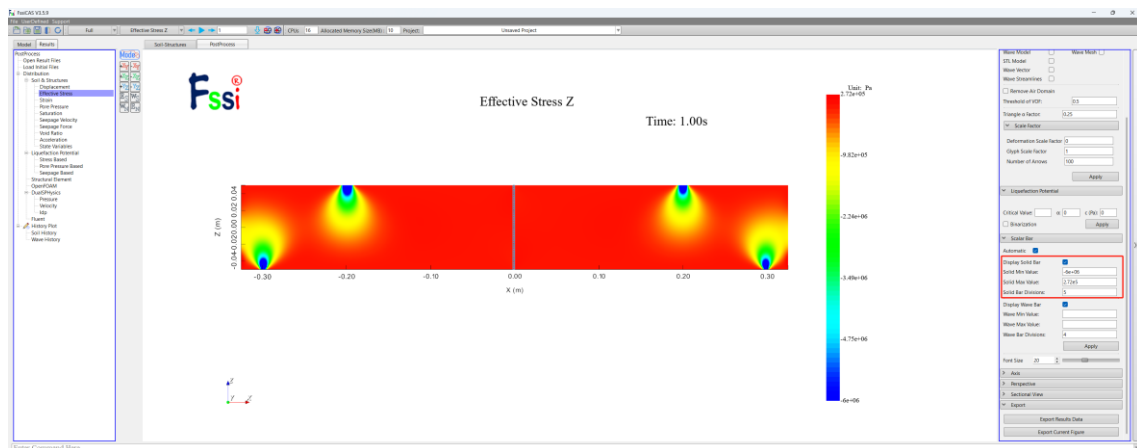 FssiCAS V3.5.9
File UserDefined Support
Full Effective Stress Z 1 CPUs: 16 Allocated Memory Size(MB): 10 Project: Unsaved Project
Model Results
Soil-Structures PostProcess
PostProcess
Open Result Files
Load Initial Files
Distribution
Soil & Structures
Displacement
Effective Stress
Strain
Pore Pressure
Saturation
Seepage Velocity
Seepage Force
Void Ratio
Acceleration
State Variables
Liquefaction Potential
Stress Based
Pore Pressure Based
Seepage Based
Structural Element
OpenFOAM
DualSPHysics
Pressure
Velocity
Fluent
History Plot
Soil History
Wave History
Mode
Fssi®
Effective Stress Z
Time: 1.00s
Unit: Pa
2.72e+05
-9.82e+05
-2.24e+06
-3.49e+06
-4.75e+06
-6e+06
Z (m)
-0.04 -0.02 0.00 0.02 0.04
-0.30 -0.20 -0.10 0.00 0.10 0.20 0.30
X (m)
Z
Y X
Wave Model Wave Mesh
STL Model
Wave Vector
Wave Streamlines
Remove Air Domain
Threshold of VOF: 0.5
Triangle α Factor: 0.25
Scale Factor
Deformation Scale Factor 0
Glyph Scale Factor 1
Number of Arrows 100
Apply
Liquefaction Potential
Critical Value: α: 0 c (Pa): 0
Binarization Apply
Scalar Bar
Automatic
Display Solid Bar
Solid Min Value: -6e+06
Solid Max Value: 2.72e5
Solid Bar Divisions: 5
Display Wave Bar
Wave Min Value:
Wave Max Value:
Wave Bar Divisions: 4
Apply
Font Size 20
Axis
Perspective
Sectional View
Export
Export Results Data
Export Current Figure
Enter Command Here